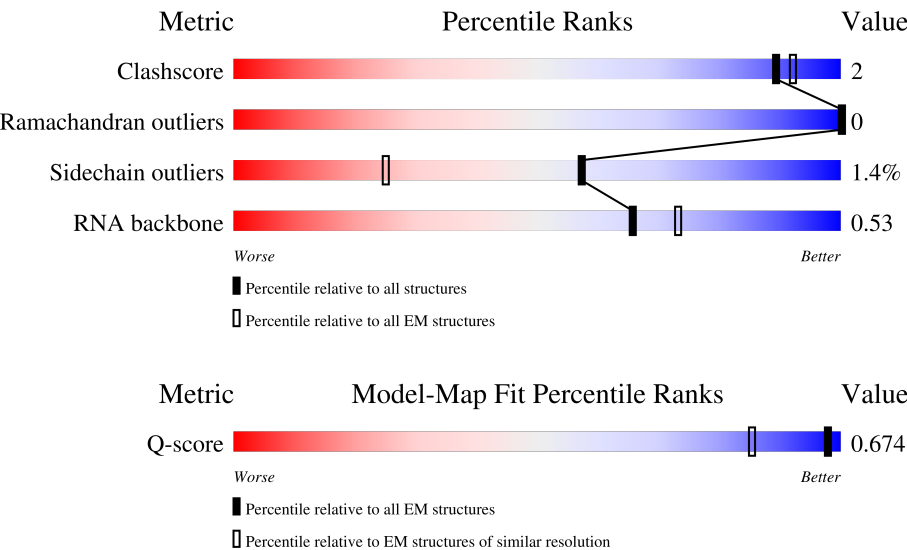 Metric Percentile Ranks Value
Clashscore 2
Ramachandran outliers 0
Sidechain outliers 1.4%
RNA backbone 0.53
Worse Better
Percentile relative to all structures
Percentile relative to all EM structures
Metric Model-Map Fit Percentile Ranks Value
Q-score 0.674
Worse Better
Percentile relative to all EM structures
Percentile relative to EM structures of similar resolution